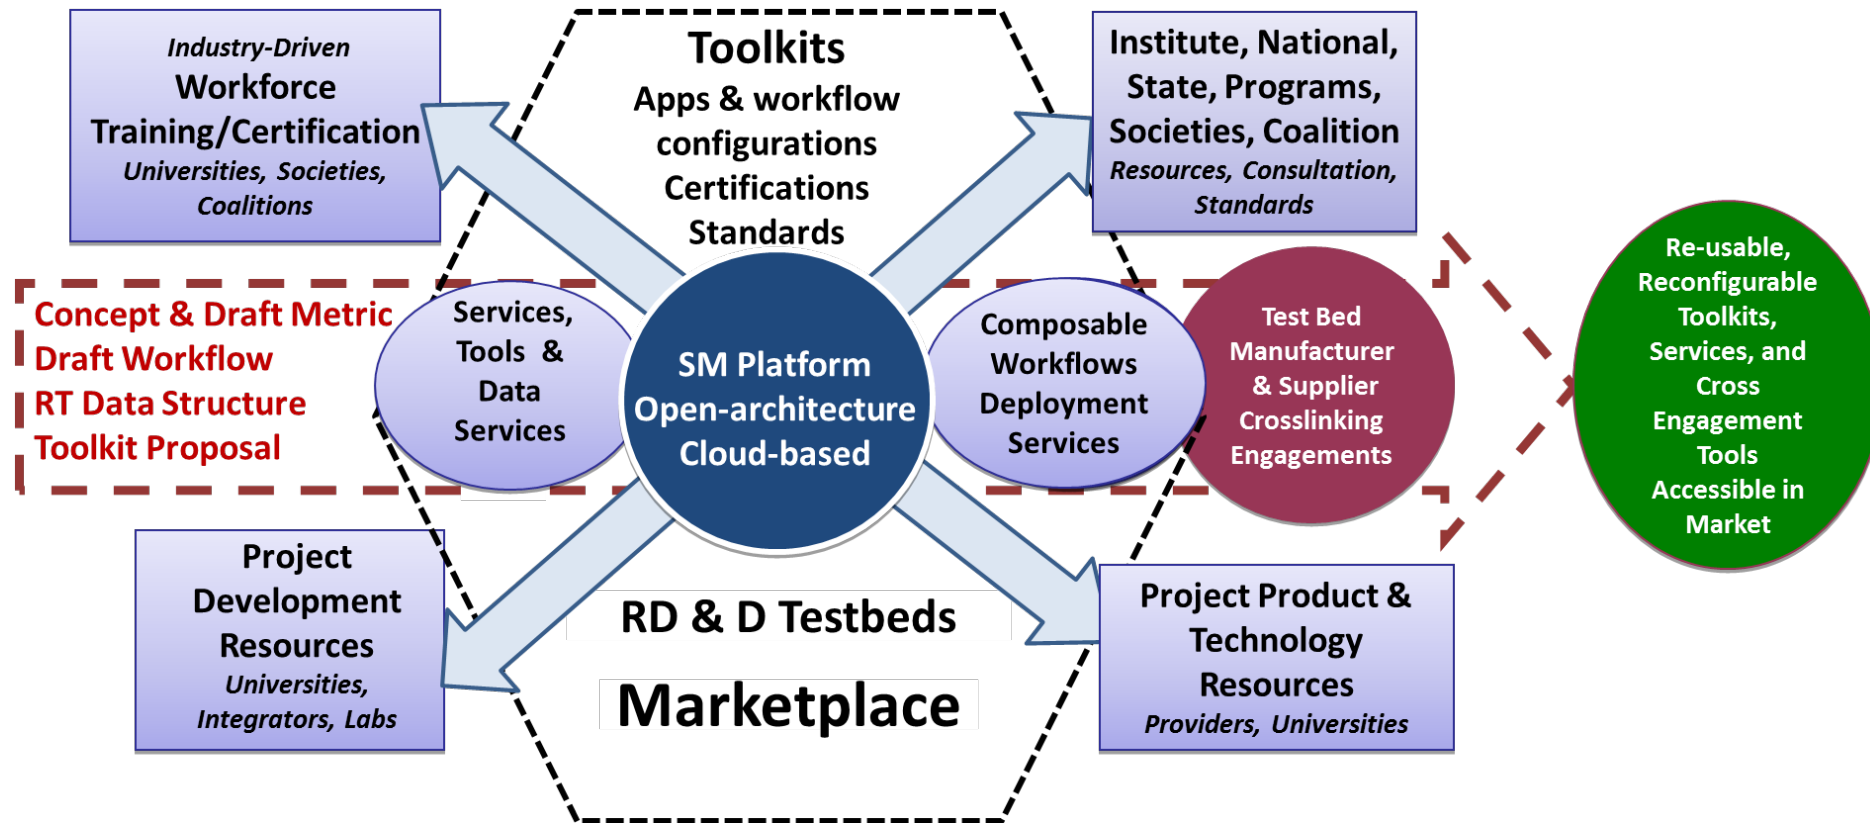 Industry-Driven
Workforce
Training/Certification
Universities, Societies,
Coalitions
Toolkits
Apps & workflow
configurations
Certifications
Standards
Institute, National,
State, Programs,
Societies, Coalition
Resources, Consultation,
Standards
Concept & Draft Metric
Draft Workflow
RT Data Structure
Toolkit Proposal
Services,
Tools & 
Data
Services
SM Platform
Open-architecture
Cloud-based
Composable
Workflows
Deployment
Services
Test Bed
Manufacturer
& Supplier
Crosslinking
Engagements
Re-usable,
Reconfigurable
Toolkits,
Services, and
Cross
Engagement
Tools
Accessible in
Market
Project
Development
Resources
Universities,
Integrators, Labs
RD & D Testbeds
Marketplace
Project Product &
Technology
Resources
Providers, Universities